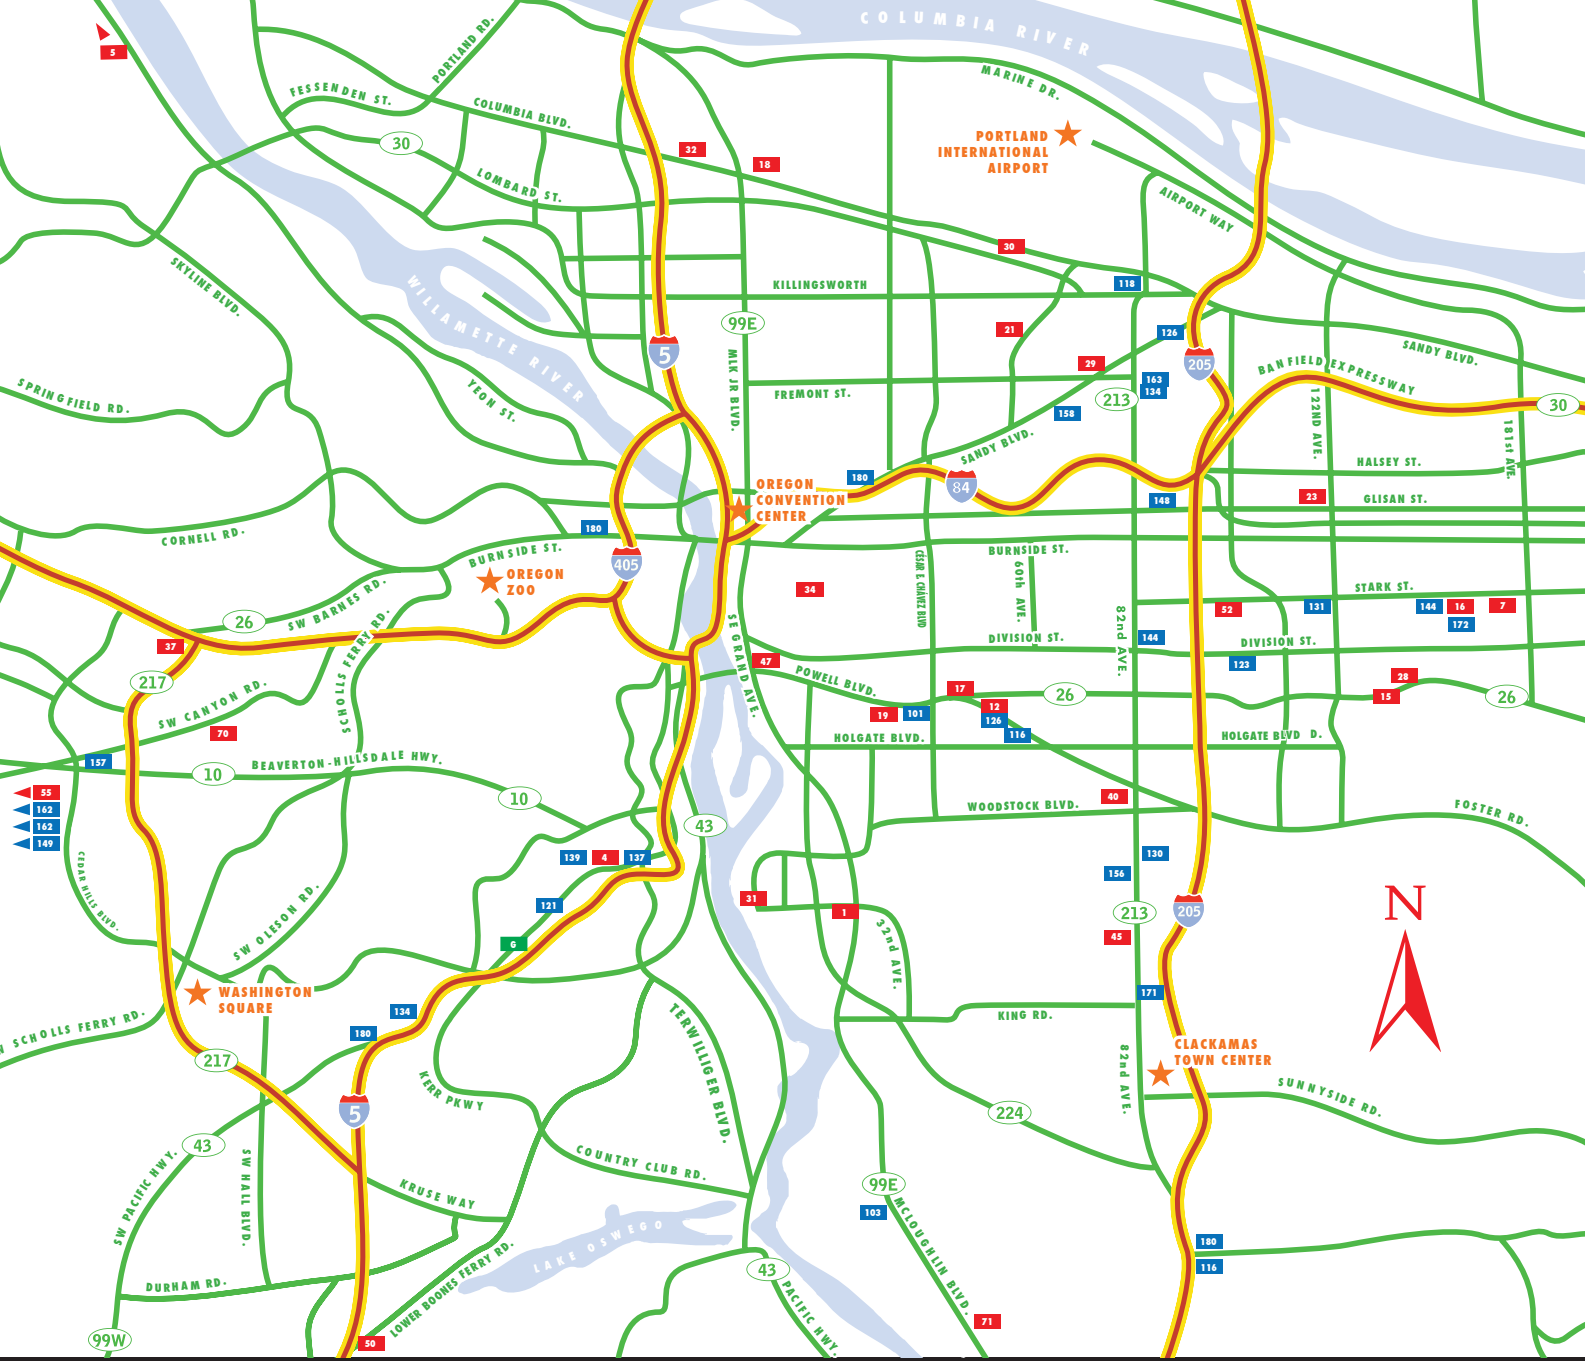 COLUMBIA RIVER
5
PORTLAND RD.
FESSENDEN ST.
COLUMBIA BLVD.
MARINE DR.
30
32
18
PORTLAND
INTERNATIONAL
AIRPORT
LOMBARD ST.
AIRPORT WAY
30
SKYLINE BLVD.
WILLAMETTE RIVER
KILLINGSWORTH
118
99E
21
126
5
MLK JR BLVD.
29
205
BANFIELD EXPRESSWAY
SANDY BLVD.
SPRINGFIELD RD.
YEON ST.
FREMONT ST.
163
134
213
158
122ND AVE.
30
181st AVE.
SANDY BLVD.
HALSEY ST.
180
84
OREGON
CONVENTION
CENTER
148
23
GLISAN ST.
CORNELL RD.
180
BURNSIDE ST.
405
BURNSIDE ST.
OREGON
ZOO
CÉSAR E. CHÁVEZ BLVD
60th AVE.
34
SW BARNES RD.
STARK ST.
26
82nd AVE.
52
131
144
16
7
172
SE GRAND AVE.
DIVISION ST.
144
DIVISION ST.
37
SCHOLLS FERRY RD.
47
123
217
POWELL BLVD.
28
SW CANYON RD.
17
26
15
26
19
101
12
126
116
70
HOLGATE BLVD.
HOLGATE BLVD D.
157
BEAVERTON-HILLSDALE HWY.
10
55
162
162
149
10
40
WOODSTOCK BLVD.
FOSTER RD.
43
139
4
137
130
CEDAR HILLS BLVD.
156
121
31
1
213
205
N
SW OLESON RD.
32nd AVE.
G
45
WASHINGTON
SQUARE
171
134
N SCHOLLS FERRY RD.
180
TERWILLIGER BLVD.
KING RD.
217
CLACKAMAS
TOWN CENTER
82nd AVE.
KERR PKWY
5
224
SUNNYSIDE RD.
43
SW PACIFIC HWY.
SW HALL BLVD.
COUNTRY CLUB RD.
KRUSE WAY
99E
103
MCLOUGHLIN BLVD.
LAKE OSWEGO
180
116
LOWER BOONES FERRY RD.
43
PACIFIC HWY.
DURHAM RD.
71
99W
50